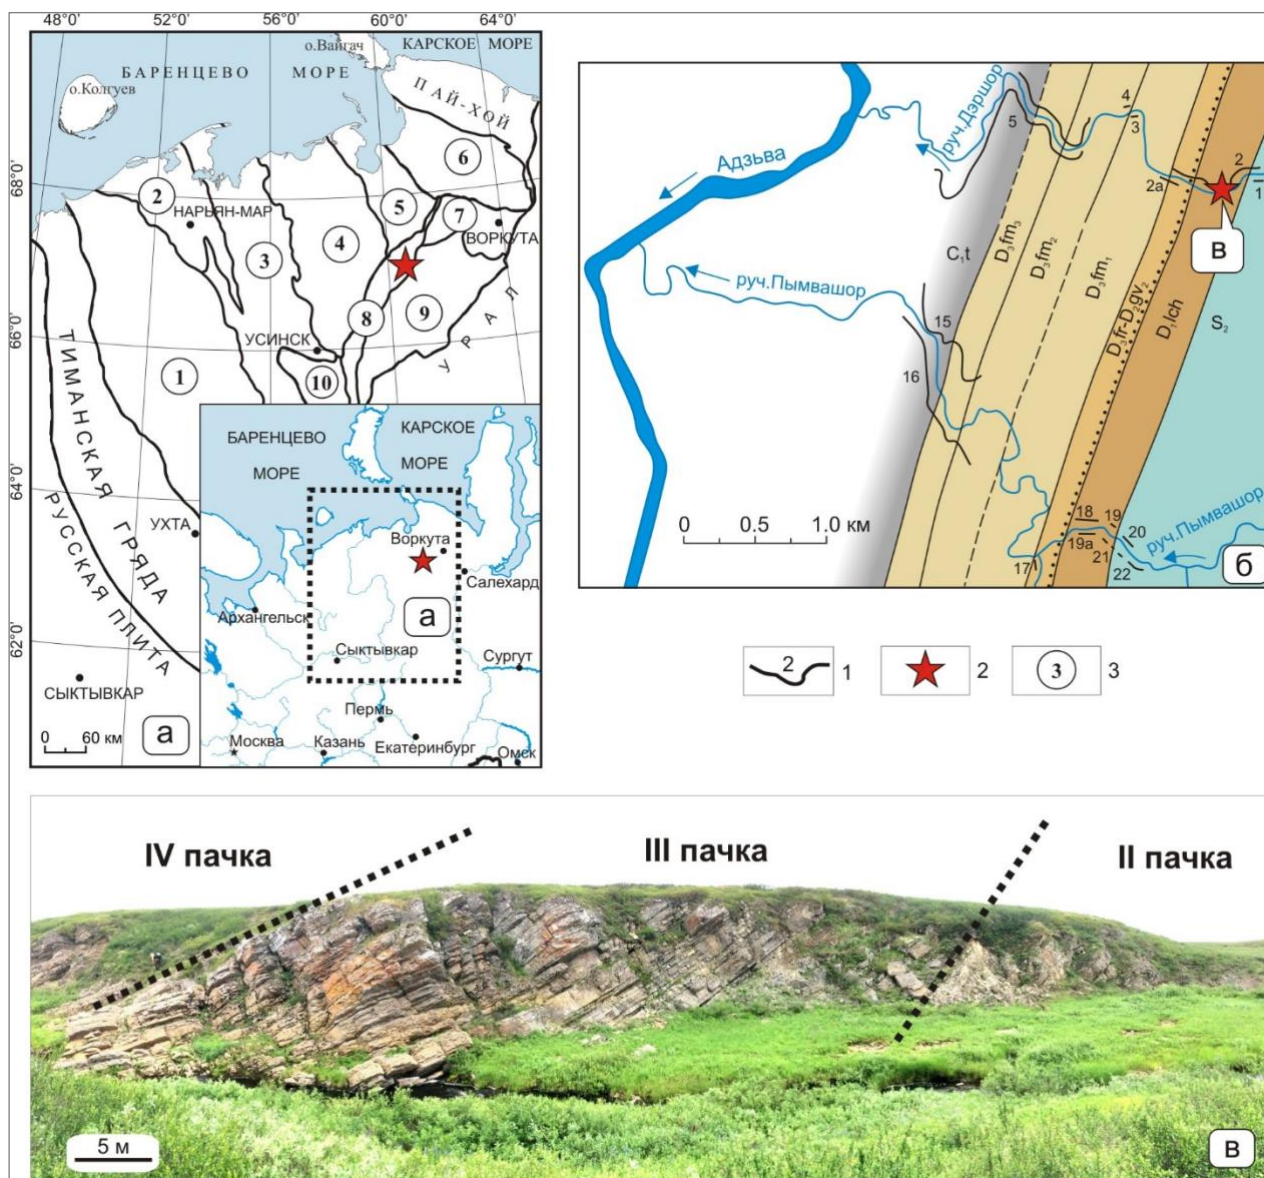 48°0' 52°0' 56°0' 60°0' 64°0'
о.Вайгач КАРСКОЕ МОРЕ
БАРЕНЦЕВО МОРЕ
о.Колгуев
ПАЙ-ХОЙ
68°0'
66°0'
64°0'
62°0'
2
НАРЬЯН-МАР
3
4
5
6
7
ВОРКУТА
8
9
УРАЛ
УСИНСК
10
1
ТИМАНСКАЯ ГРЯДА
РУССКАЯ ПЛИТА
УХТА
СЫКТЫВКАР
0 60 км
а
БАРЕНЦЕВО
МОРЕ
КАРСКОЕ
МОРЕ
Воркута
Салехард
Архангельск
а
Сыктывкар
Сургут
Пермь
Москва
Казань
Екатеринбург
Омск
Адзьва
руч.Дэршор
руч.Пымвашор
5
4
3
2а
2
1
в
C₁t
D₃fm₃
D₃fm₂
D₃fm₁
D₃fr-D₂gv₂
D₁lch
S₂
15
16
0 0.5 1.0 км
18
19
20
19а
21
22
17
руч.Пымвашор
б
2 1
2
3 3
IV пачка
III пачка
II пачка
5 м
в